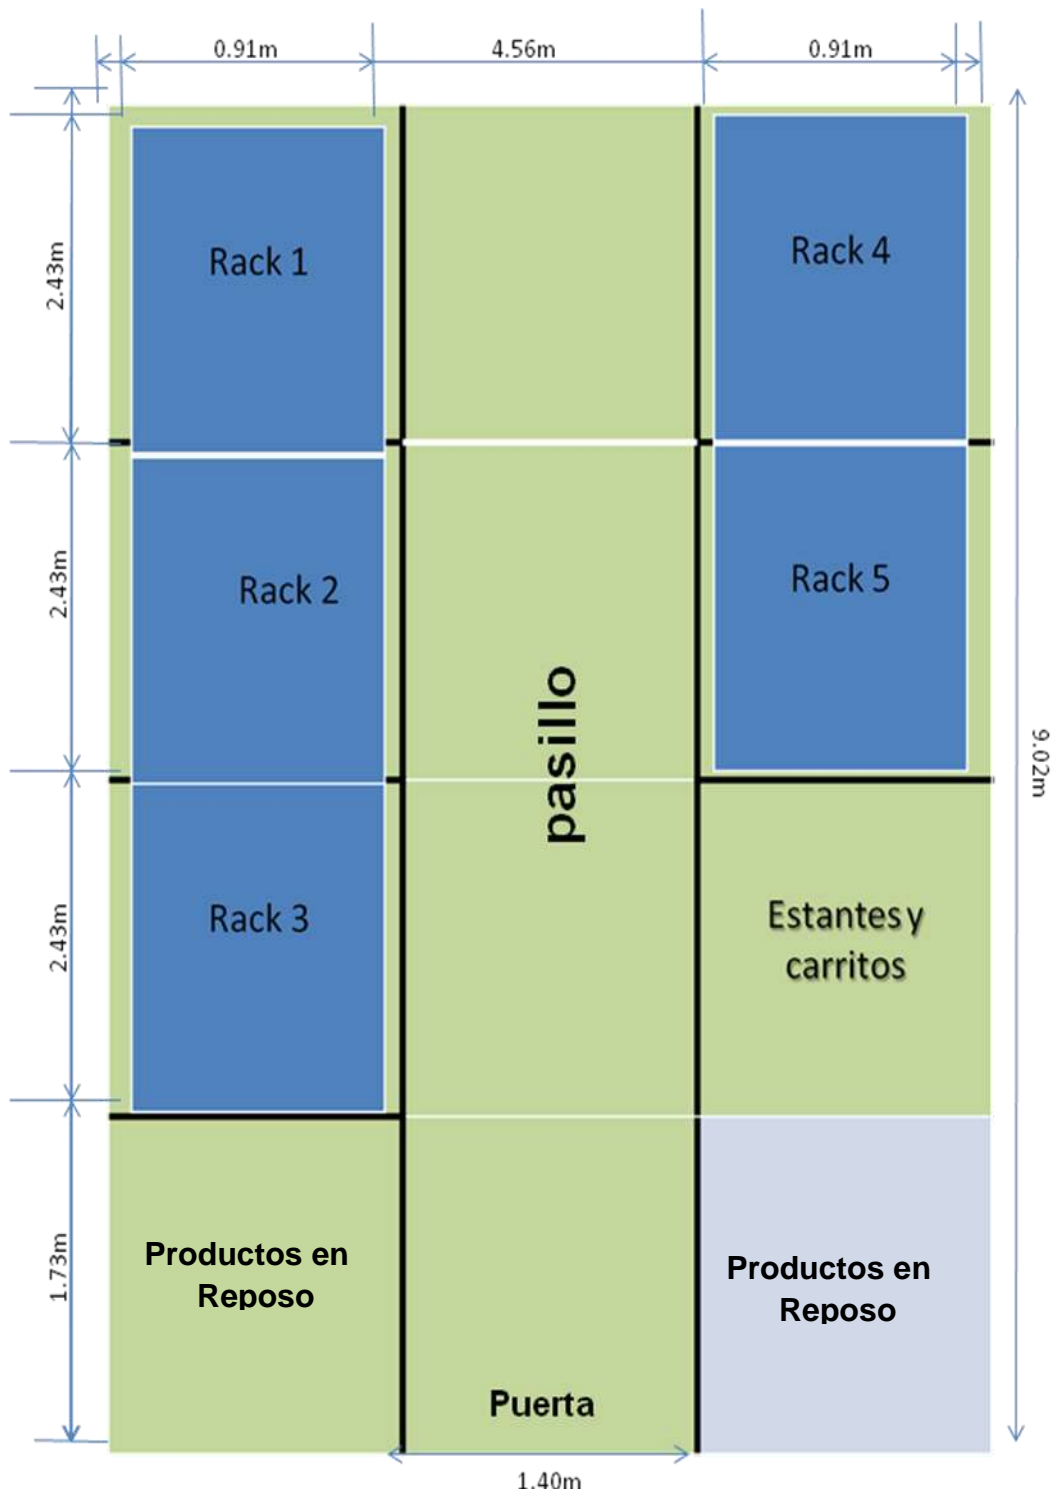 0.91m
4.56m
0.91m
2.43m
Rack 1
Rack 4
2.43m
Rack 2
Rack 5
pasillo
9.02m
2.43m
Rack 3
Estantes y
carritos
1.73m
Productos en
Reposo
Productos en
Reposo
Puerta
1.40m